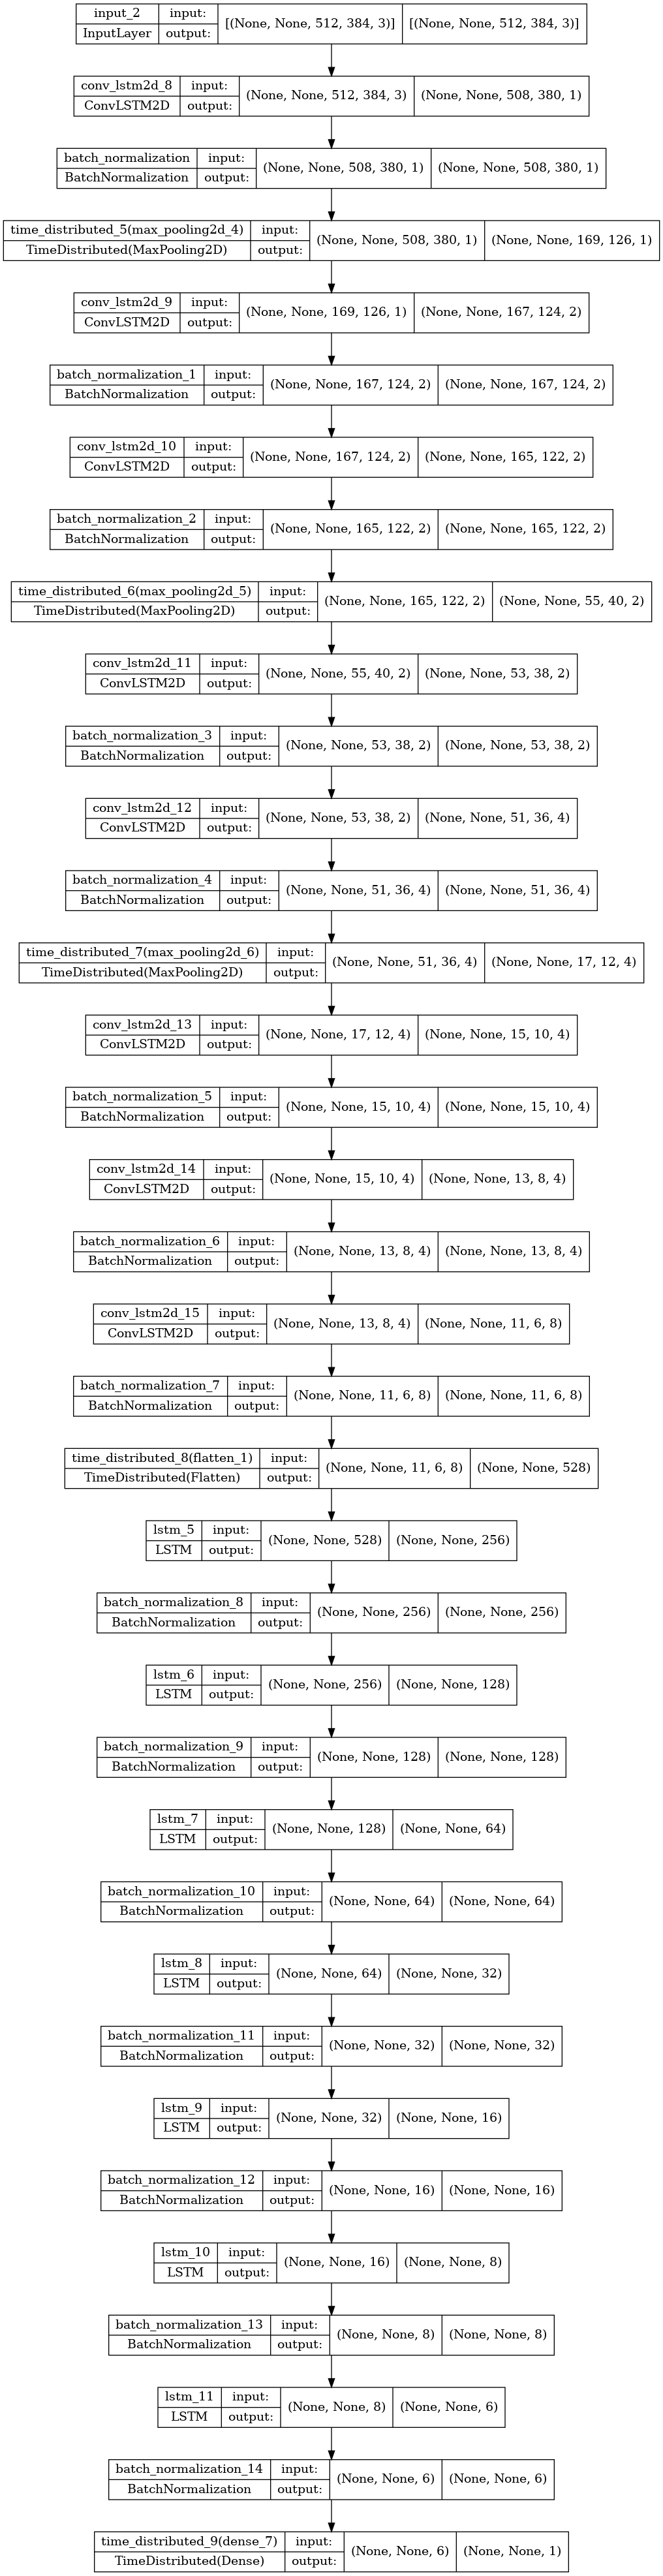 input_2 input: [(None, None, 512, 384, 3)] [(None, None, 512, 384, 3)]
InputLayer output:
conv_lstm2d_8 input: (None, None, 512, 384, 3) (None, None, 508, 380, 1)
ConvLSTM2D output:
batch_normalization input: (None, None, 508, 380, 1) (None, None, 508, 380, 1)
BatchNormalization output:
time_distributed_5(max_pooling2d_4) input: (None, None, 508, 380, 1) (None, None, 169, 126, 1)
TimeDistributed(MaxPooling2D) output:
conv_lstm2d_9 input: (None, None, 169, 126, 1) (None, None, 167, 124, 2)
ConvLSTM2D output:
batch_normalization_1 input: (None, None, 167, 124, 2) (None, None, 167, 124, 2)
BatchNormalization output:
conv_lstm2d_10 input: (None, None, 167, 124, 2) (None, None, 165, 122, 2)
ConvLSTM2D output:
batch_normalization_2 input: (None, None, 165, 122, 2) (None, None, 165, 122, 2)
BatchNormalization output:
time_distributed_6(max_pooling2d_5) input: (None, None, 165, 122, 2) (None, None, 55, 40, 2)
TimeDistributed(MaxPooling2D) output:
conv_lstm2d_11 input: (None, None, 55, 40, 2) (None, None, 53, 38, 2)
ConvLSTM2D output:
batch_normalization_3 input: (None, None, 53, 38, 2) (None, None, 53, 38, 2)
BatchNormalization output:
conv_lstm2d_12 input: (None, None, 53, 38, 2) (None, None, 51, 36, 4)
ConvLSTM2D output:
batch_normalization_4 input: (None, None, 51, 36, 4) (None, None, 51, 36, 4)
BatchNormalization output:
time_distributed_7(max_pooling2d_6) input: (None, None, 51, 36, 4) (None, None, 17, 12, 4)
TimeDistributed(MaxPooling2D) output:
conv_lstm2d_13 input: (None, None, 17, 12, 4) (None, None, 15, 10, 4)
ConvLSTM2D output:
batch_normalization_5 input: (None, None, 15, 10, 4) (None, None, 15, 10, 4)
BatchNormalization output:
conv_lstm2d_14 input: (None, None, 15, 10, 4) (None, None, 13, 8, 4)
ConvLSTM2D output:
batch_normalization_6 input: (None, None, 13, 8, 4) (None, None, 13, 8, 4)
BatchNormalization output:
conv_lstm2d_15 input: (None, None, 13, 8, 4) (None, None, 11, 6, 8)
ConvLSTM2D output:
batch_normalization_7 input: (None, None, 11, 6, 8) (None, None, 11, 6, 8)
BatchNormalization output:
time_distributed_8(flatten_1) input: (None, None, 11, 6, 8) (None, None, 528)
TimeDistributed(Flatten) output:
lstm_5 input: (None, None, 528) (None, None, 256)
LSTM output:
batch_normalization_8 input: (None, None, 256) (None, None, 256)
BatchNormalization output:
lstm_6 input: (None, None, 256) (None, None, 128)
LSTM output:
batch_normalization_9 input: (None, None, 128) (None, None, 128)
BatchNormalization output:
lstm_7 input: (None, None, 128) (None, None, 64)
LSTM output:
batch_normalization_10 input: (None, None, 64) (None, None, 64)
BatchNormalization output:
lstm_8 input: (None, None, 64) (None, None, 32)
LSTM output:
batch_normalization_11 input: (None, None, 32) (None, None, 32)
BatchNormalization output:
lstm_9 input: (None, None, 32) (None, None, 16)
LSTM output:
batch_normalization_12 input: (None, None, 16) (None, None, 16)
BatchNormalization output:
lstm_10 input: (None, None, 16) (None, None, 8)
LSTM output:
batch_normalization_13 input: (None, None, 8) (None, None, 8)
BatchNormalization output:
lstm_11 input: (None, None, 8) (None, None, 6)
LSTM output:
batch_normalization_14 input: (None, None, 6) (None, None, 6)
BatchNormalization output:
time_distributed_9(dense_7) input: (None, None, 6) (None, None, 1)
TimeDistributed(Dense) output: